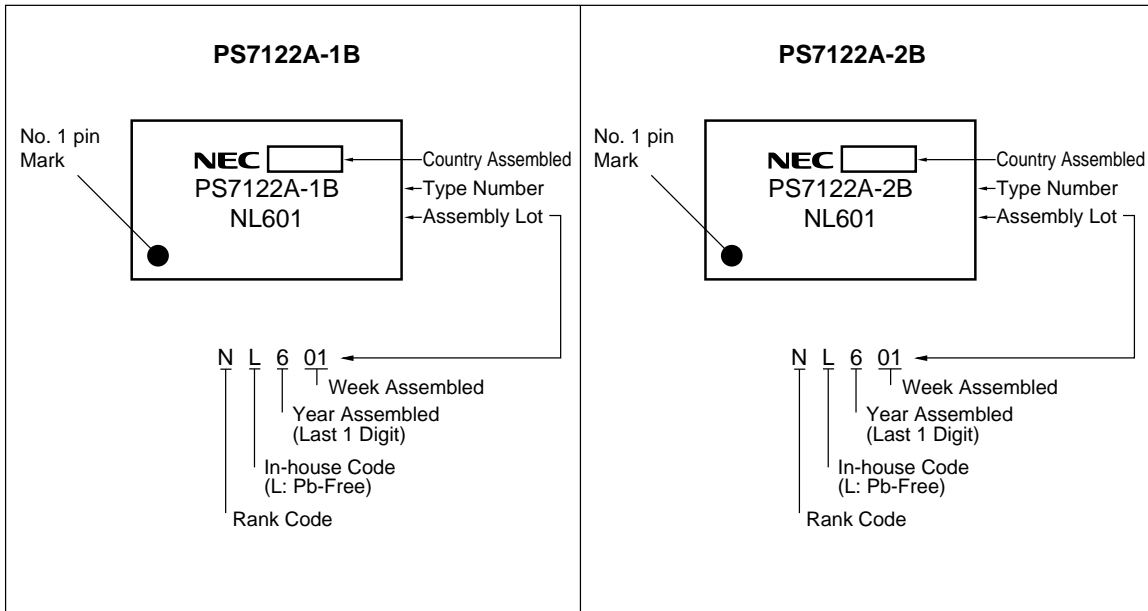 PS7122A-1B
No. 1 pin
Mark
NEC
Country Assembled
PS7122A-1B
Type Number
NL601
Assembly Lot
N L 6 01
Week Assembled
Year Assembled
(Last 1 Digit)
In-house Code
(L: Pb-Free)
Rank Code
PS7122A-2B
No. 1 pin
Mark
NEC
Country Assembled
PS7122A-2B
Type Number
NL601
Assembly Lot
N L 6 01
Week Assembled
Year Assembled
(Last 1 Digit)
In-house Code
(L: Pb-Free)
Rank Code